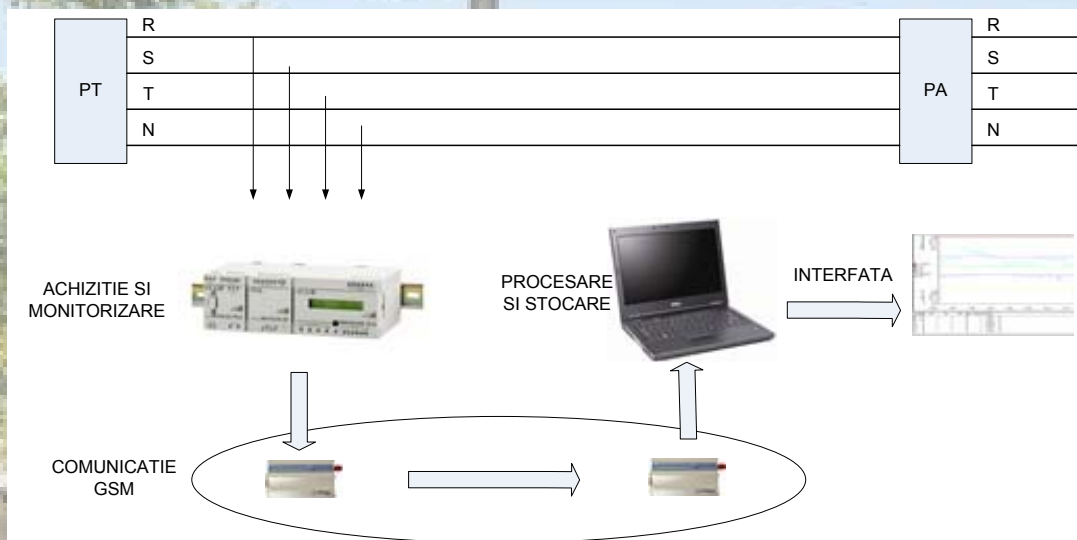 R
S
T
N
PT
PA
R
S
T
N
ACHIZITIE SI
MONITORIZARE
PROCESARE
SI STOCARE
INTERFATA
COMUNICATIE
GSM